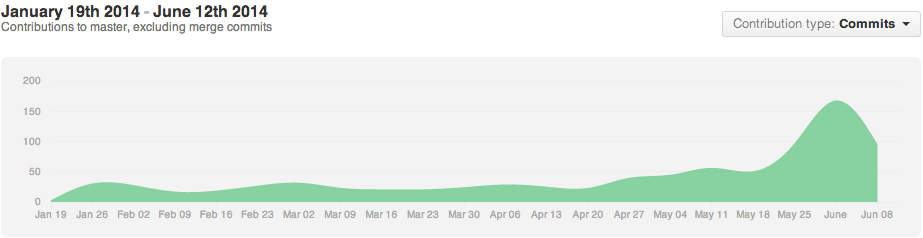 January 19th 2014 - June 12th 2014
Contributions to master, excluding merge commits
Contribution type: Commits
200
150
100
50
0
Jan 19 Jan 26 Feb 02 Feb 09 Feb 16 Feb 23 Mar 02 Mar 09 Mar 16 Mar 23 Mar 30 Apr 06 Apr 13 Apr 20 Apr 27 May 04 May 11 May 18 May 25 June Jun 08